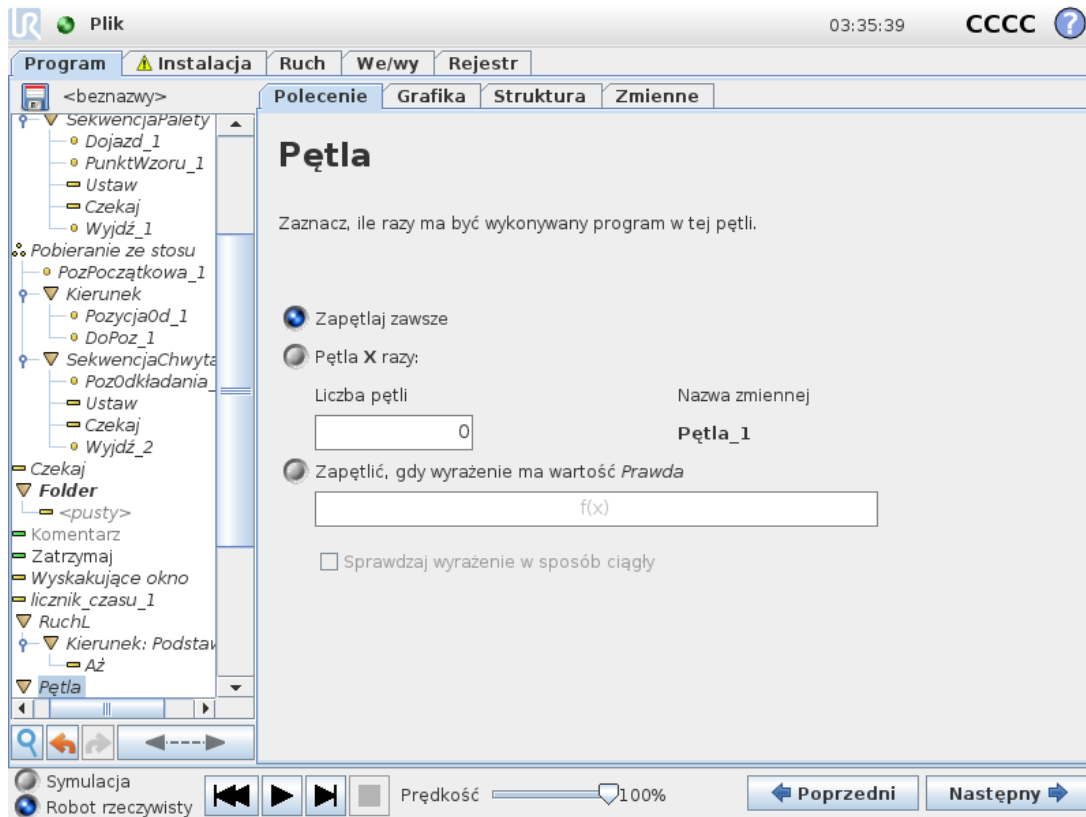 UR Plik 03:35:39 CCCC ?
Program Instalacja Ruch We/wy Rejestr
<beznazwy> Polecenie Grafika Struktura Zmienne
SekwencjaPalety
Dojazd_1
PunktWzoru_1
Ustaw
Czekaj
Wyjdź_1
Pobieranie ze stosu
PozPoczątkowa_1
Kierunek
PozycjaOd_1
DoPoz_1
SekwencjaChwyta
PozOdkładania_
Ustaw
Czekaj
Wyjdź_2
Czekaj
Folder
<pusty>
Komentarz
Zatrzymaj
Wyskakujące okno
licznik_czasu_1
RuchL
Kierunek: Podstaw
Aż
Pętla
Pętla
Zaznacz, ile razy ma być wykonywany program w tej pętli.
Zapętlaj zawsze
Pętla X razy:
Liczba pętli Nazwa zmiennej
0 Pętla_1
Zapętlić, gdy wyrażenie ma wartość Prawda
f(x)
Sprawdzaj wyrażenie w sposób ciągły
Symulacja
Robot rzeczywisty
Prędkość 100%
Poprzedni Następny